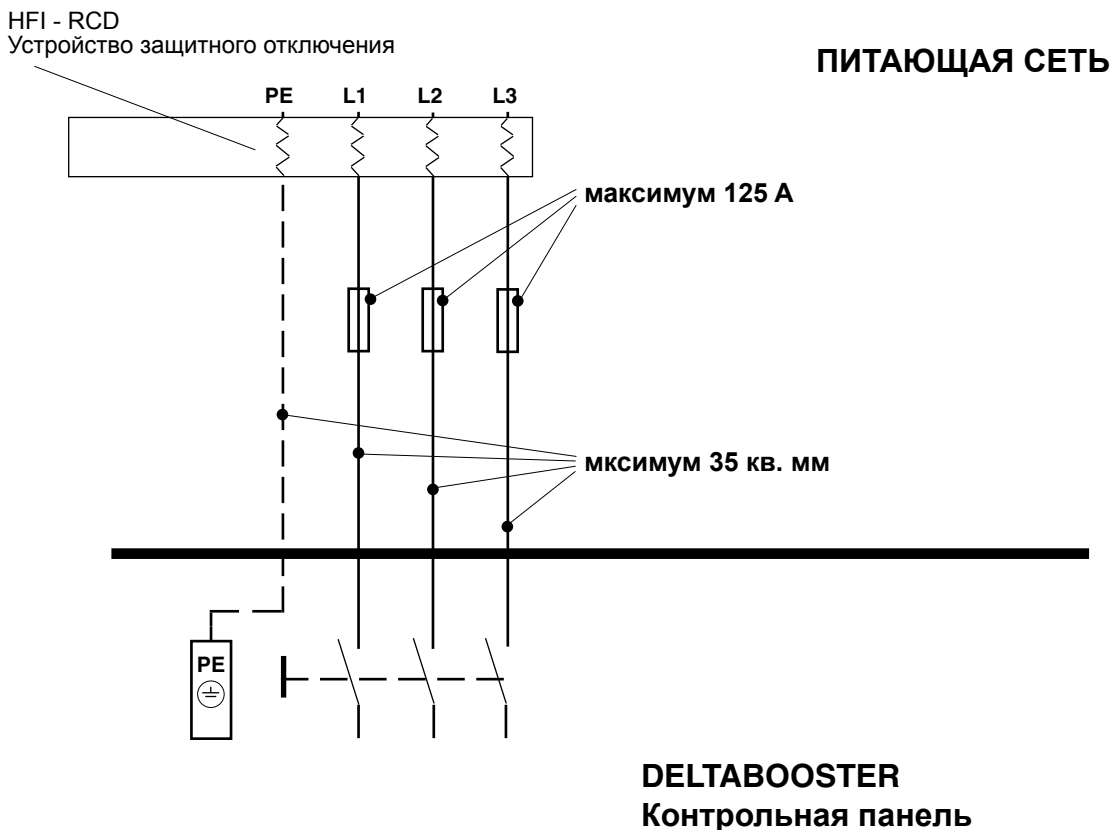 HFI - RCD
Устройство защитного отключения
ПИТАЮЩАЯ СЕТЬ
PE L1 L2 L3
максимум 125 А
мксимум 35 кв. мм
PE
DELTABOOSTER
Контрольная панель